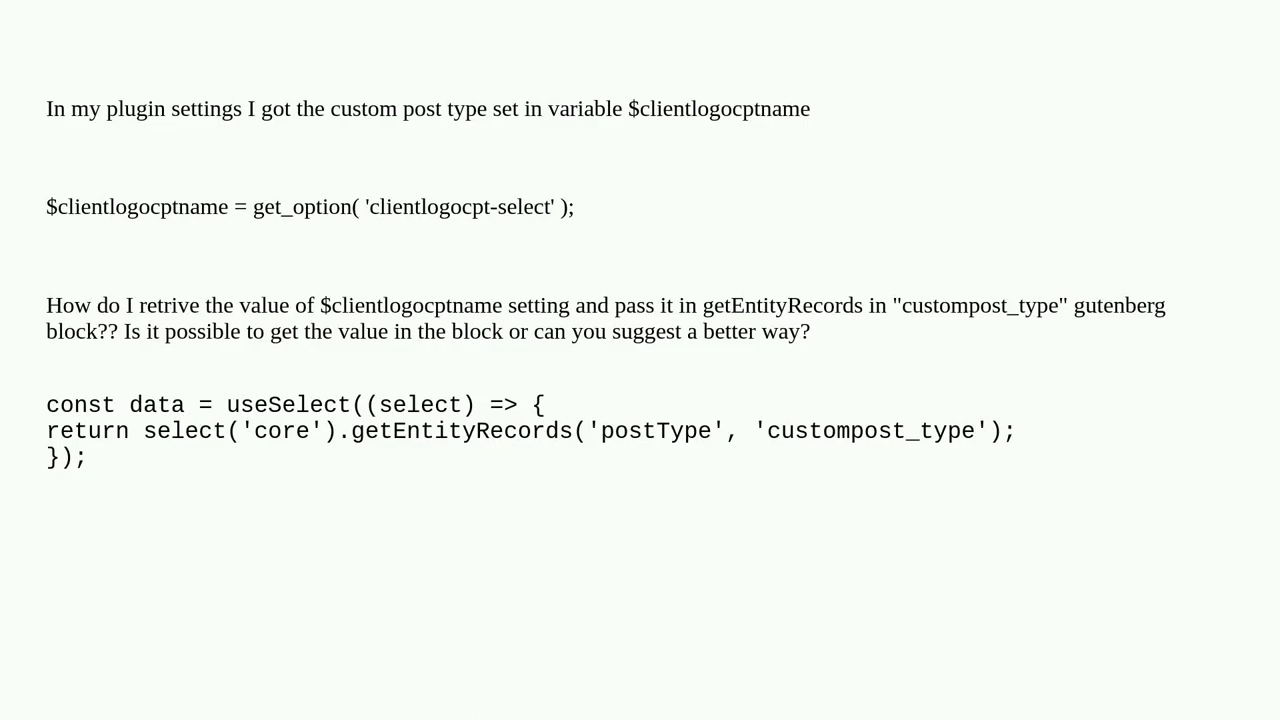 In my plugin settings I got the custom post type set in variable $clientlogocptname
$clientlogocptname = get_option( 'clientlogocpt-select' );
How do I retrive the value of $clientlogocptname setting and pass it in getEntityRecords in "custompost_type" gutenberg
block?? Is it possible to get the value in the block or can you suggest a better way?
const data = useSelect((select) => {
return select('core').getEntityRecords('postType', 'custompost_type');
});